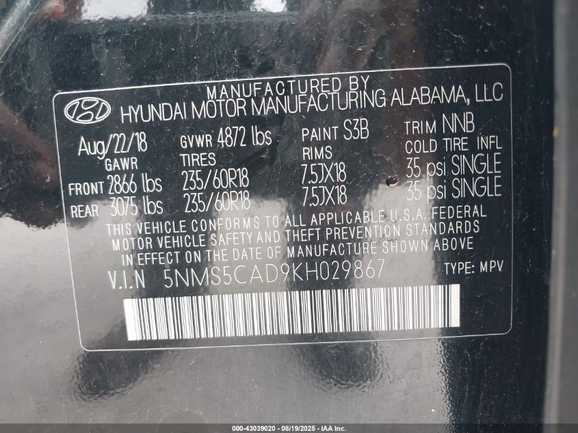 MANUFACTURED BY
HYUNDAI MOTOR MANUFACTURING ALABAMA, LLC
Aug/22/18 GVWR 4872 lbs PAINT S3B TRIM NNB
GAWR TIRES RIMS COLD TIRE INFL
FRONT 2866 lbs 235/60R18 7.5JX18 35 psi SINGLE
REAR 3075 lbs 235/60R18 7.5JX18 35 psi SINGLE
THIS VEHICLE CONFORMS TO ALL APPLICABLE U.S.A. FEDERAL
MOTOR VEHICLE SAFETY AND THEFT PREVENTION STANDARDS
IN EFFECT ON THE DATE OF MANUFACTURE SHOWN ABOVE
V.I.N 5NMS5CAD9KH029867 TYPE: MPV
000-43039020 - 08/19/2025 - IAA Inc.